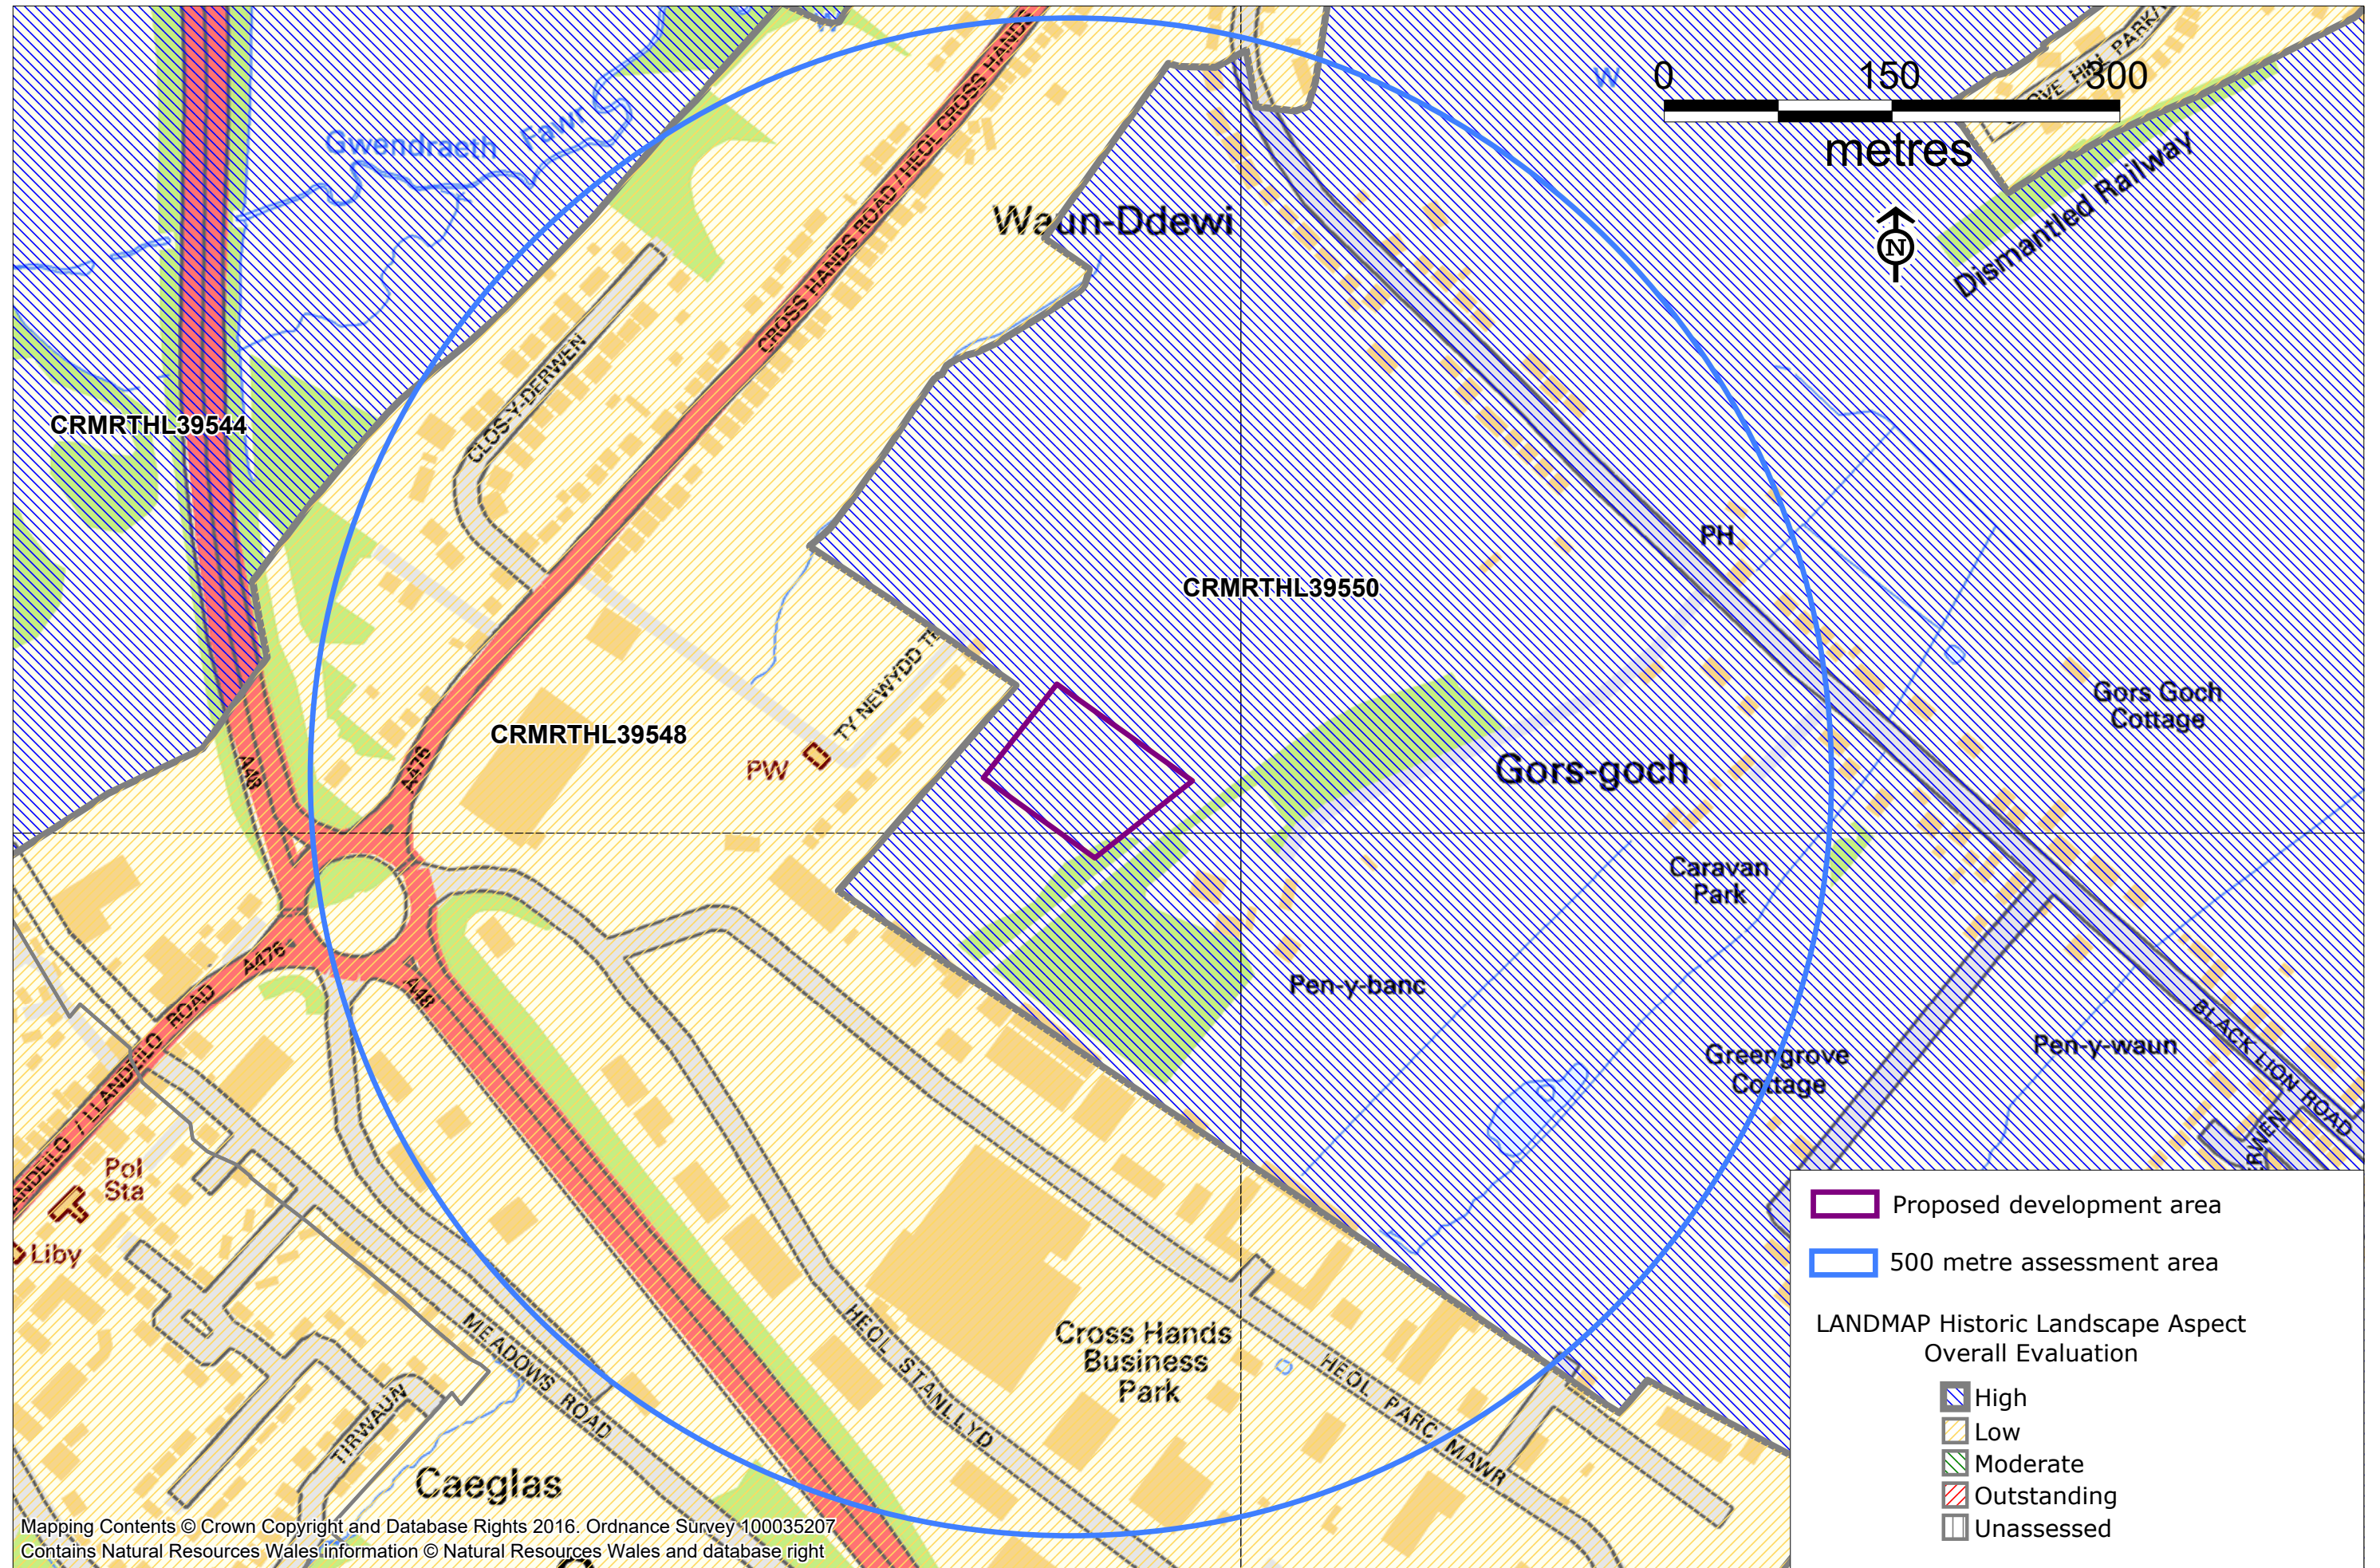 0 150 300
metres
N
W
W
Gwendraeth Fawr
CROSS HANDS ROAD / HEOL CROSS HANDS
Waun-Ddewi
Dismantled Railway
CLOS-Y-DERWEN
CRMRTHL39544
PH
CRMRTHL39550
TY NEWYDD
CRMRTHL39548
PW
A48
A476
Gors Goch
Cottage
Gors-goch
Caravan
Park
A476
A48
LLANDEILO ROAD
Pen-y-banc
Greengrove
Cottage
Pen-y-waun
BLACK LION ROAD
Pol
Sta
Liby
MEADOWS ROAD
HEOL STANLLYD
Cross Hands
Business
Park
HEOL PARC MAWR
TIRWAUN
Caeglas
Proposed development area
500 metre assessment area
LANDMAP Historic Landscape Aspect
Overall Evaluation
High
Low
Moderate
Outstanding
Unassessed
Mapping Contents © Crown Copyright and Database Rights 2016. Ordnance Survey 100035207
Contains Natural Resources Wales information © Natural Resources Wales and database right